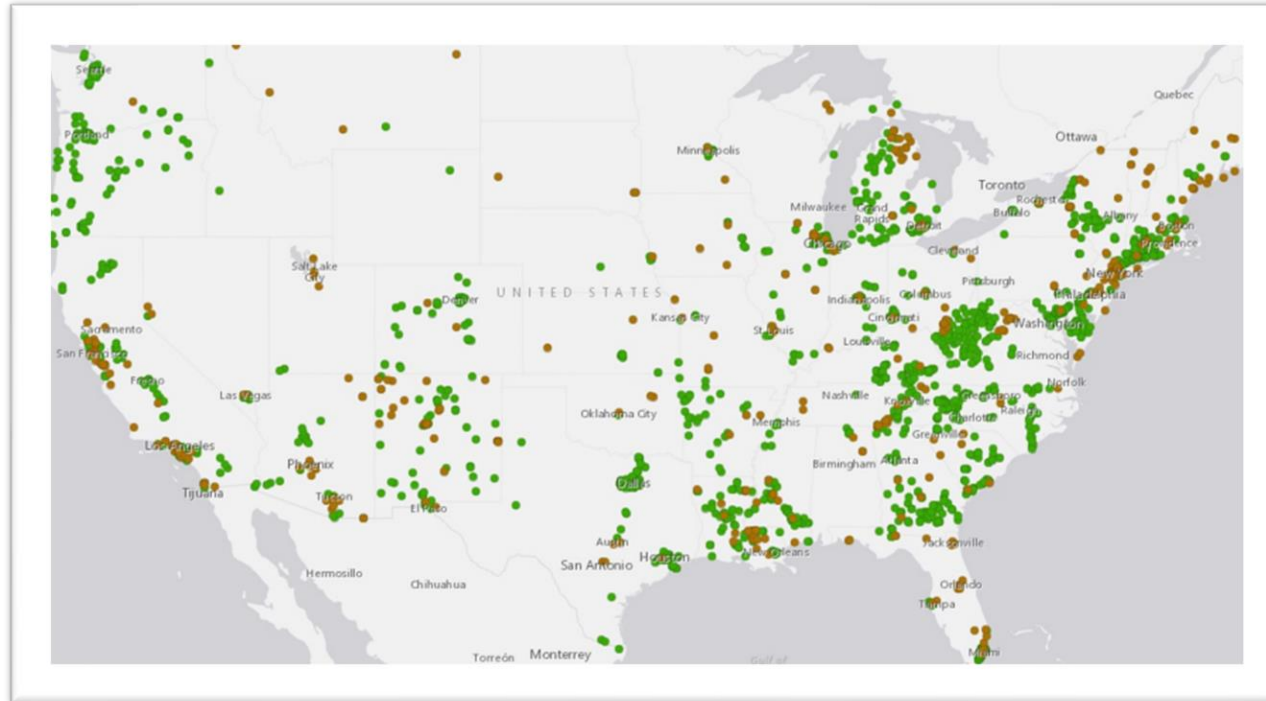 Quebec
Seattle
Ottawa
Portland
Minneapolis
Toronto
Milwaukee
Grand
Rapids
Rochester
Buffalo
Albany
Detroit
Boston
Chicago
Providence
Cleveland
Salt Lake
City
New York
Pittsburgh
UNITED STATES
Denver
Indianapolis
Columbus
Philadelphia
Kansas City
Cincinnati
Washington
Sacramento
St. Louis
Louisville
San Francisco
Richmond
Fresno
Norfolk
Las Vegas
Nashville
Knoxville
Greensboro
Raleigh
Oklahoma City
Memphis
Charlotte
Greenville
Los Angeles
Birmingham
Atlanta
Phoenix
Dallas
Tijuana
Tucson
El Paso
Austin
Jacksonville
Houston
New Orleans
San Antonio
Hermosillo
Chihuahua
Orlando
Tampa
Miami
Monterrey
Torreón
Gulf of